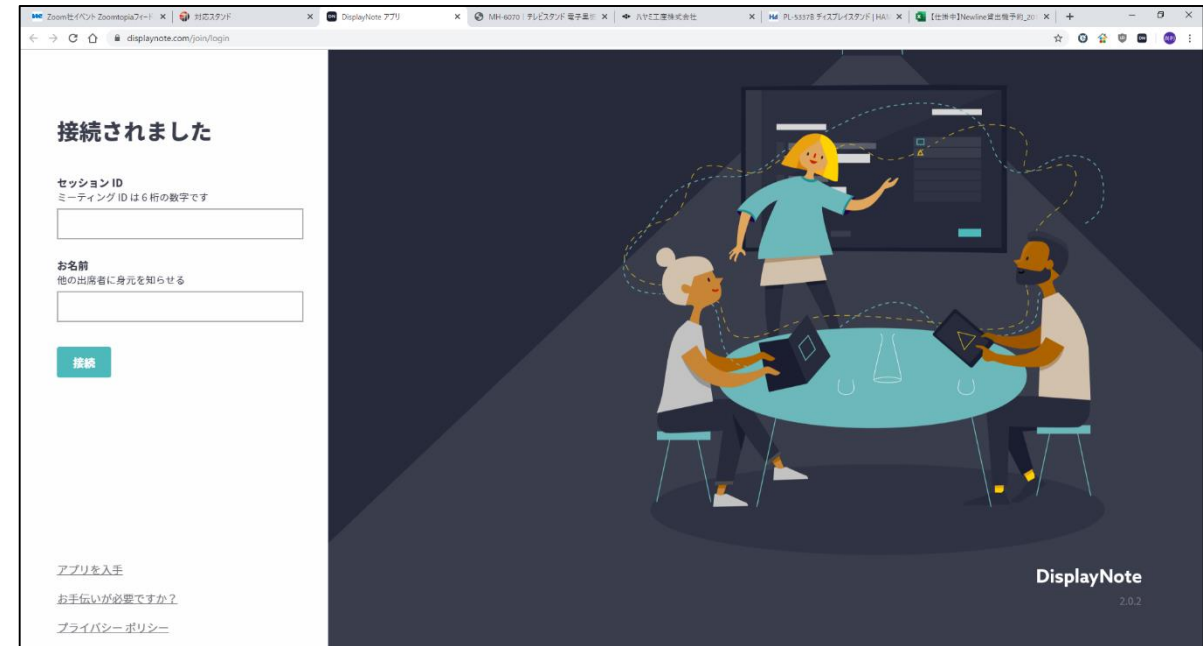 Zoom社イベント Zoomtopiaフィード
対応スタンド
DisplayNote アプリ
MH-6070｜テレビスタンド 電子黒
ハヤミ工産株式会社
PL-5337B ディスプレイスタンド | HA
【仕掛中】Newline貸出機予約_20
displaynote.com/join/login
接続されました
セッション ID
ミーティング ID は 6 桁の数字です
お名前
他の出席者に身元を知らせる
接続
アプリを入手
お手伝いが必要ですか？
プライバシー ポリシー
DisplayNote
2.0.2